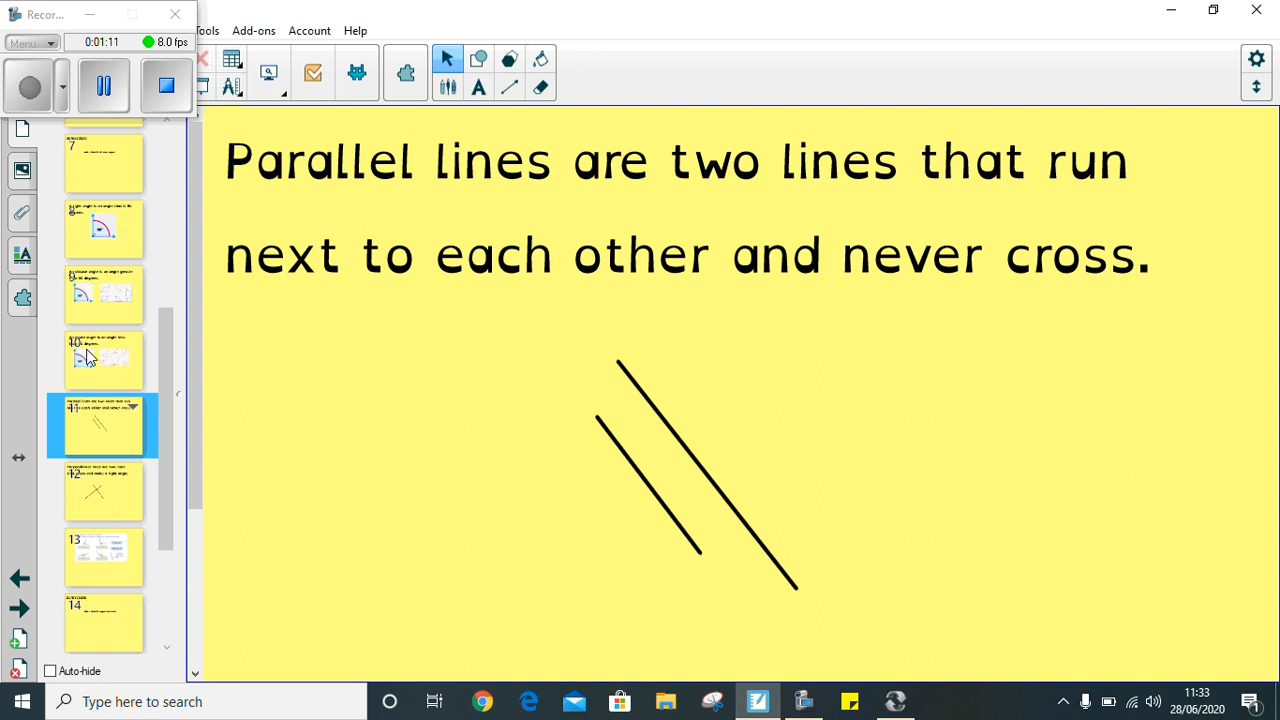 Recor...
Menu
0:01:11
8.0 fps
Tools
Add-ons
Account
Help
Parallel lines are two lines that run
next to each other and never cross.
7
9
10
11
12
13
14
Auto-hide
Type here to search
11:33
28/06/2020